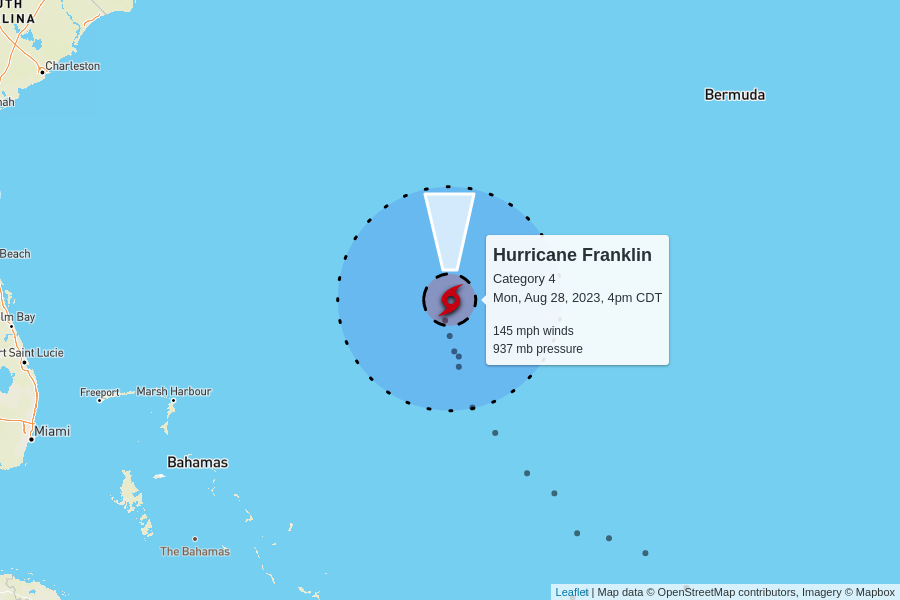 UTH
LINA
Charleston
nah
Bermuda
Beach
Hurricane Franklin
Category 4
Mon, Aug 28, 2023, 4pm CDT
145 mph winds
937 mb pressure
lm Bay
rt Saint Lucie
Freeport
Marsh Harbour
Miami
Bahamas
The Bahamas
Leaflet | Map data © OpenStreetMap contributors, Imagery © Mapbox